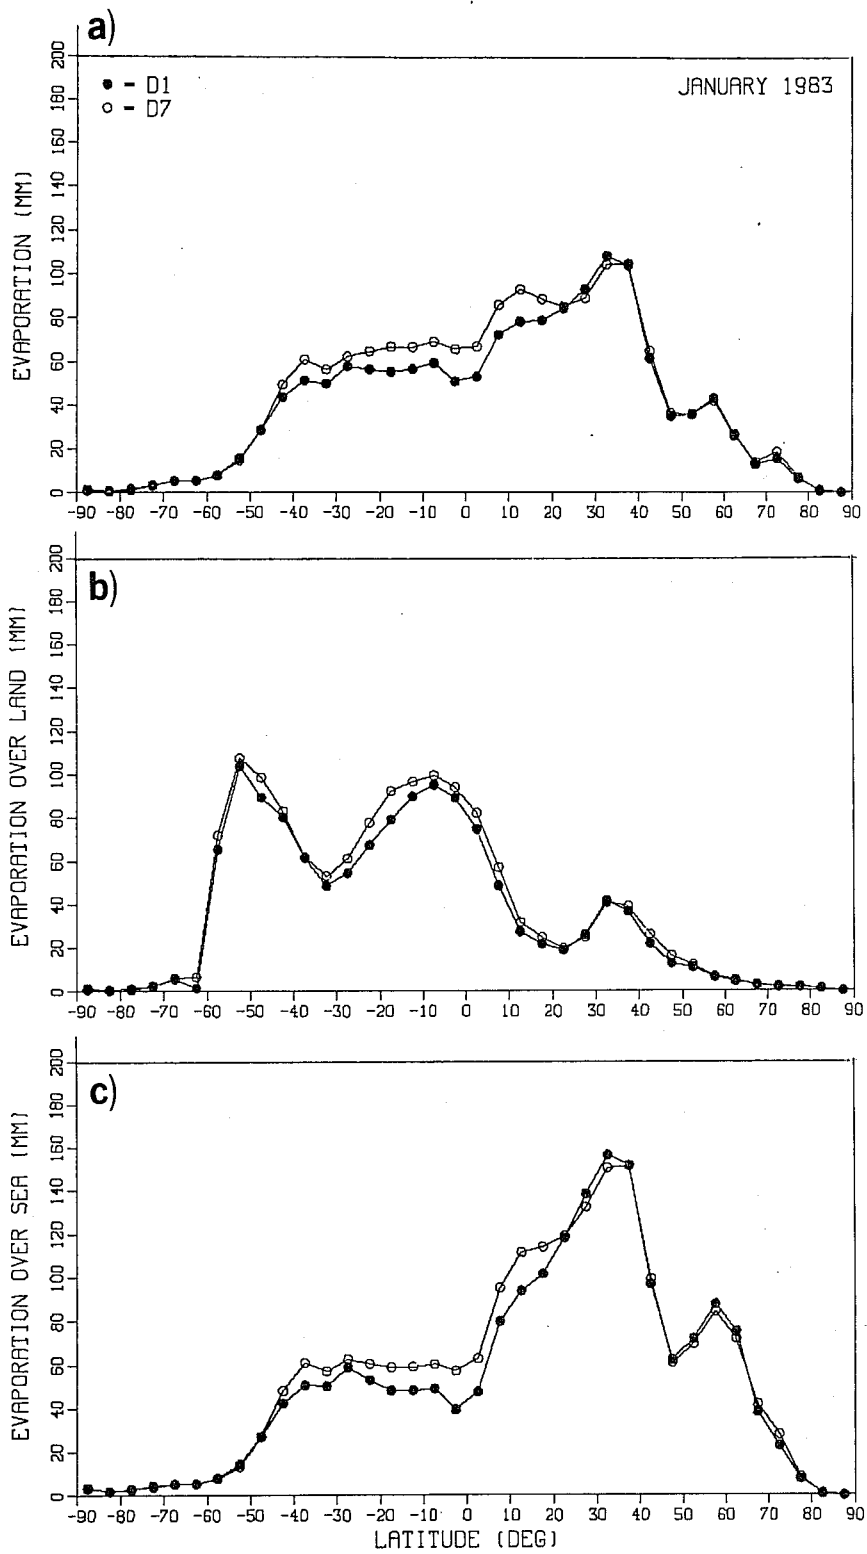 a)
● - D1
○ - D7
JANUARY 1983
EVAPORATION (MM)
0 20 40 60 80 100 120 140 160 180 200
-90 -80 -70 -60 -50 -40 -30 -20 -10 0 10 20 30 40 50 60 70 80 90
b)
EVAPORATION OVER LAND (MM)
0 20 40 60 80 100 120 140 160 180 200
-90 -80 -70 -60 -50 -40 -30 -20 -10 0 10 20 30 40 50 60 70 80 90
c)
EVAPORATION OVER SEA (MM)
0 20 40 60 80 100 120 140 160 180 200
-90 -80 -70 -60 -50 -40 -30 -20 -10 0 10 20 30 40 50 60 70 80 90
LATITUDE (DEG)